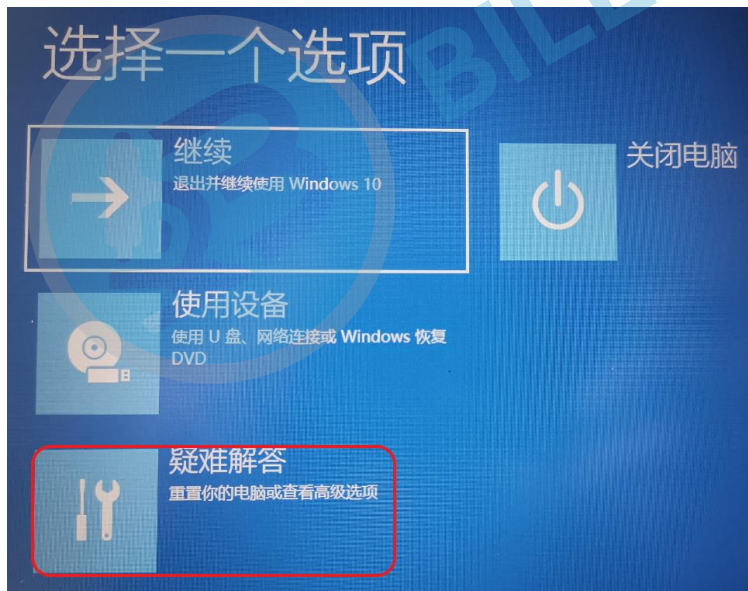 选择一个选项
BILL
继续
退出并继续使用 Windows 10
关闭电脑
使用设备
使用 U 盘、网络连接或 Windows 恢复
DVD
疑难解答
重置你的电脑或查看高级选项